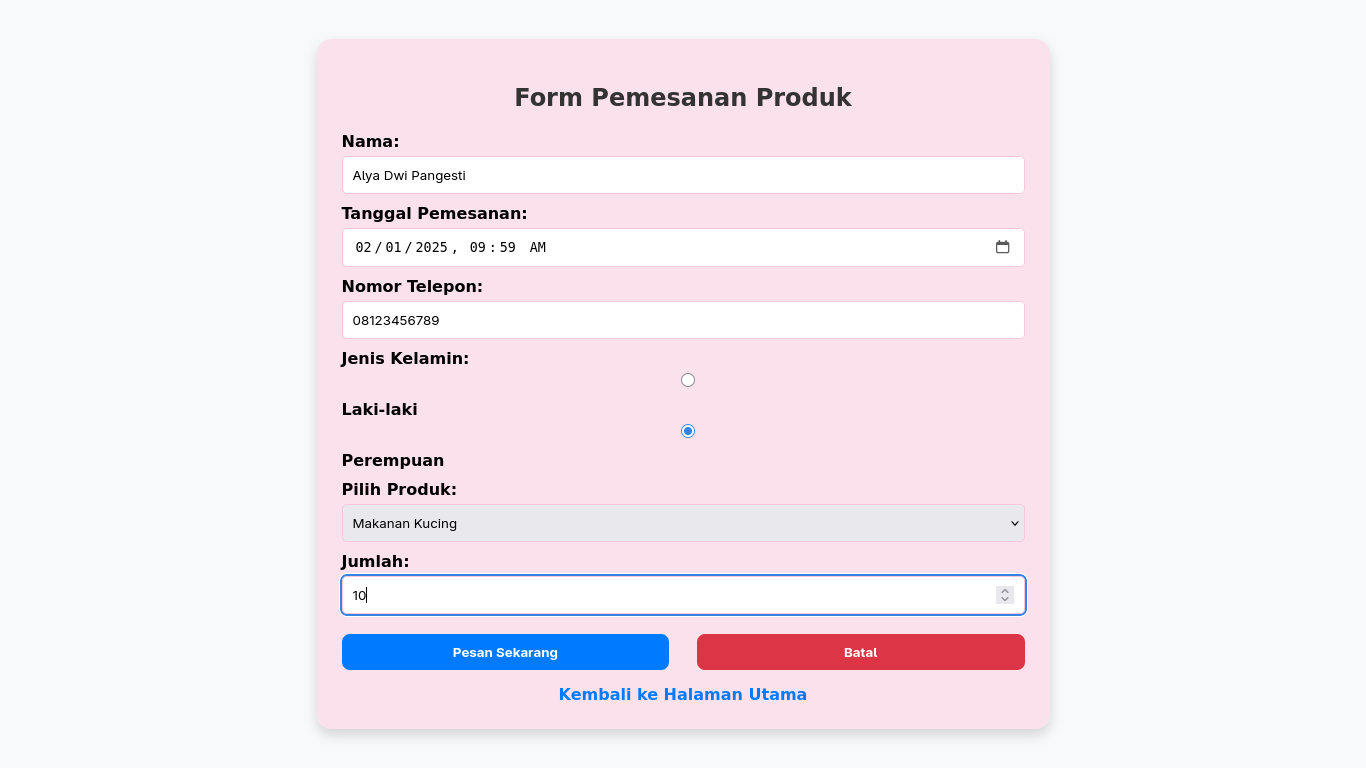 Form Pemesanan Produk
Nama:
Alya Dwi Pangesti
Tanggal Pemesanan:
02/01/2025, 09:59 AM
Nomor Telepon:
08123456789
Jenis Kelamin:
Laki-laki
Perempuan
Pilih Produk:
Makanan Kucing
Jumlah:
10
Pesan Sekarang
Batal
Kembali ke Halaman Utama